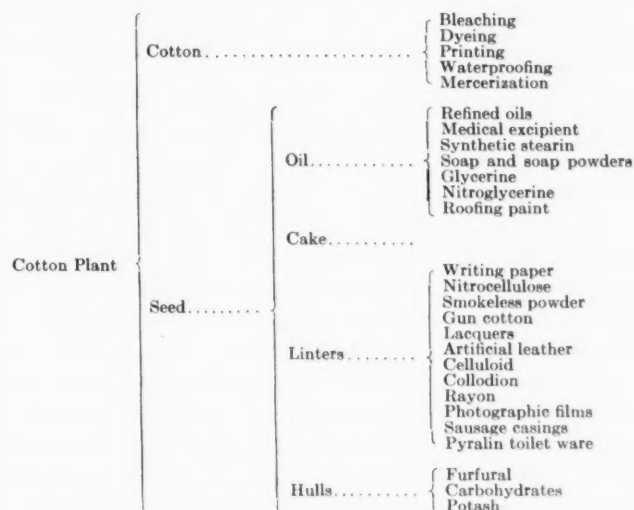 Bleaching
Dyeing
Cotton.................... Printing
Waterproofing
Mercerization
Refined oils
Medical excipient
Synthetic stearin
Oil............ Soap and soap powders
Glycerine
Nitroglycerine
Roofing paint
Cake..........
Cotton Plant
Writing paper
Nitrocellulose
Seed........ Smokeless powder
Gun cotton
Lacquers
Linters........ Artificial leather
Celluloid
Collodion
Rayon
Photographic films
Sausage casings
Pyralin toilet ware
Furfural
Hulls.......... Carbohydrates
Potash